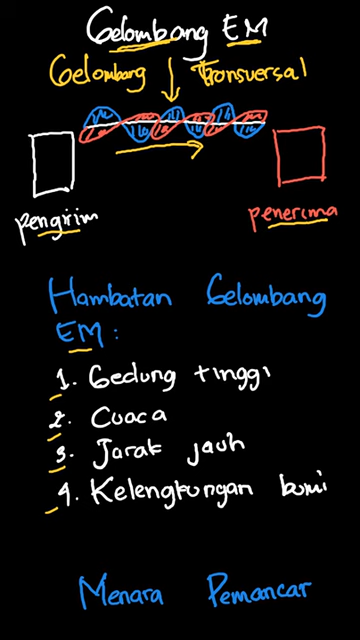 Gelombang EM
Gelombang Transversal
pengirim
penerima
Hambatan Gelombang
EM :
1. Gedung tinggi
2. Cuaca
3. Jarak jauh
4. Kelengkungan bumi
Menara Pemancar